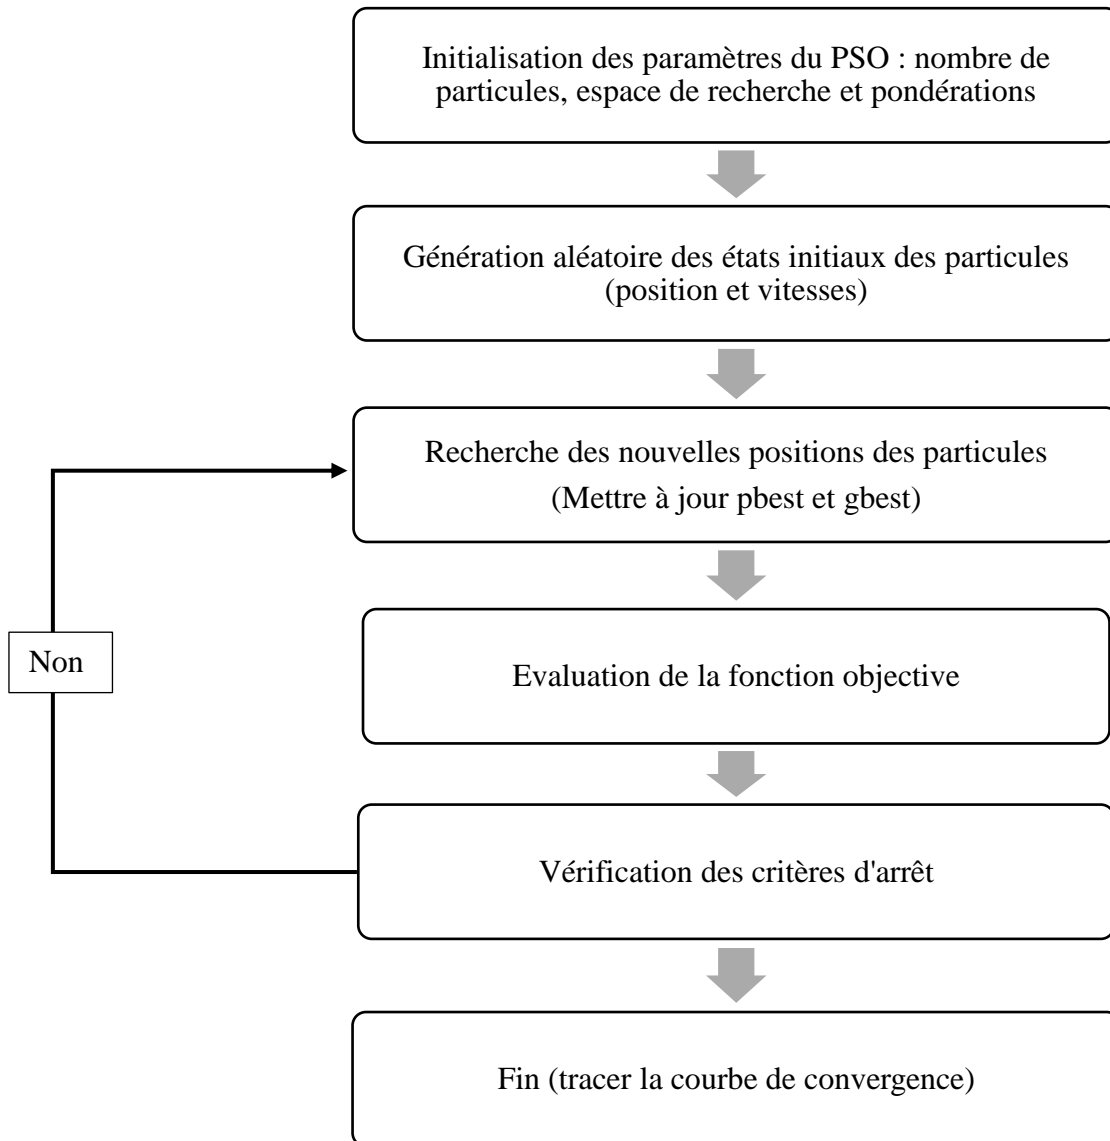 Initialisation des paramètres du PSO : nombre de
particules, espace de recherche et pondérations
Génération aléatoire des états initiaux des particules
(position et vitesses)
Recherche des nouvelles positions des particules
(Mettre à jour pbest et gbest)
Non
Evaluation de la fonction objective
Vérification des critères d'arrêt
Fin (tracer la courbe de convergence)